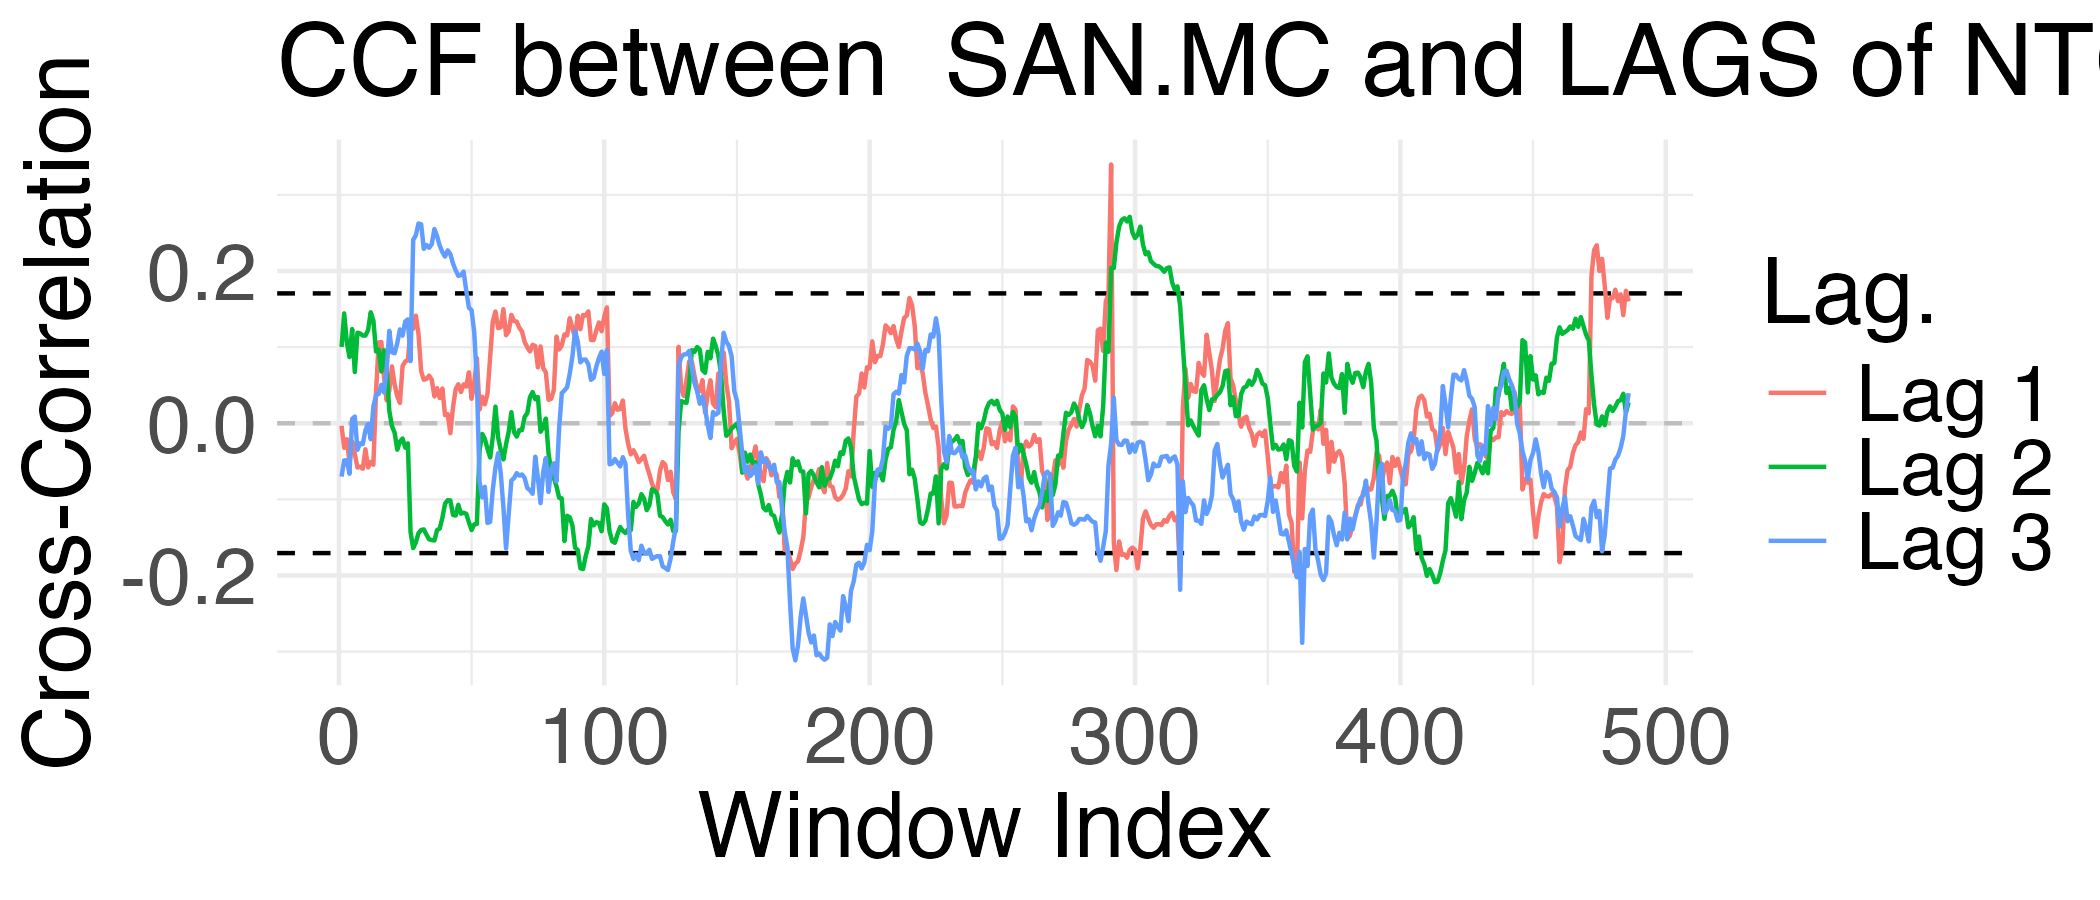 CCF between SAN.MC and LAGS of
Cross-Correlation
0.2
0.0
-0.2
0 100 200 300 400 500
Window Index
Lag.
Lag 1
Lag 2
Lag 3